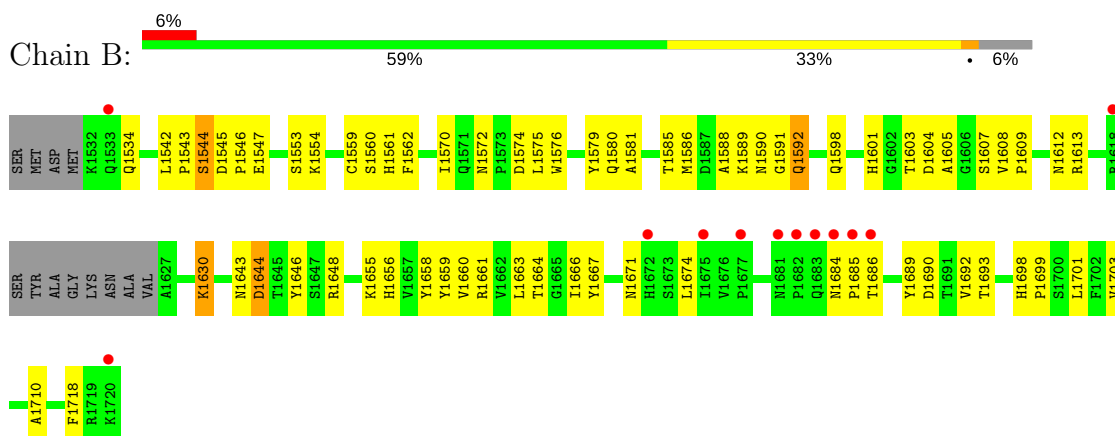 6%
Chain B:
59% 33% • 6%
SER MET ASP MET K1532 Q1533 Q1534 L1542 P1543 S1544 D1545 P1546 E1547 S1553 K1554 C1559 S1560 H1561 F1562 I1570 Q1571 N1572 P1573 D1574 L1575 W1576 Y1579 Q1580 A1581 T1585 M1586 D1587 A1588 K1589 N1590 G1591 Q1592 Q1598 H1601 G1602 T1603 D1604 A1605 G1606 S1607 V1608 P1609 N1612 R1613 R1618
SER TYR ALA GLY LYS ASN ALA VAL A1627 K1630 N1643 D1644 T1645 Y1646 S1647 R1648 K1655 H1656 V1657 Y1658 Y1659 V1660 R1661 V1662 L1663 T1664 G1665 I1666 Y1667 N1671 H1672 S1673 L1674 I1675 V1676 P1677 N1681 P1682 Q1683 N1684 P1685 T1686 Y1689 D1690 T1691 V1692 T1693 H1698 P1699 S1700 L1701 F1702
A1710 F1718 R1719 K1720